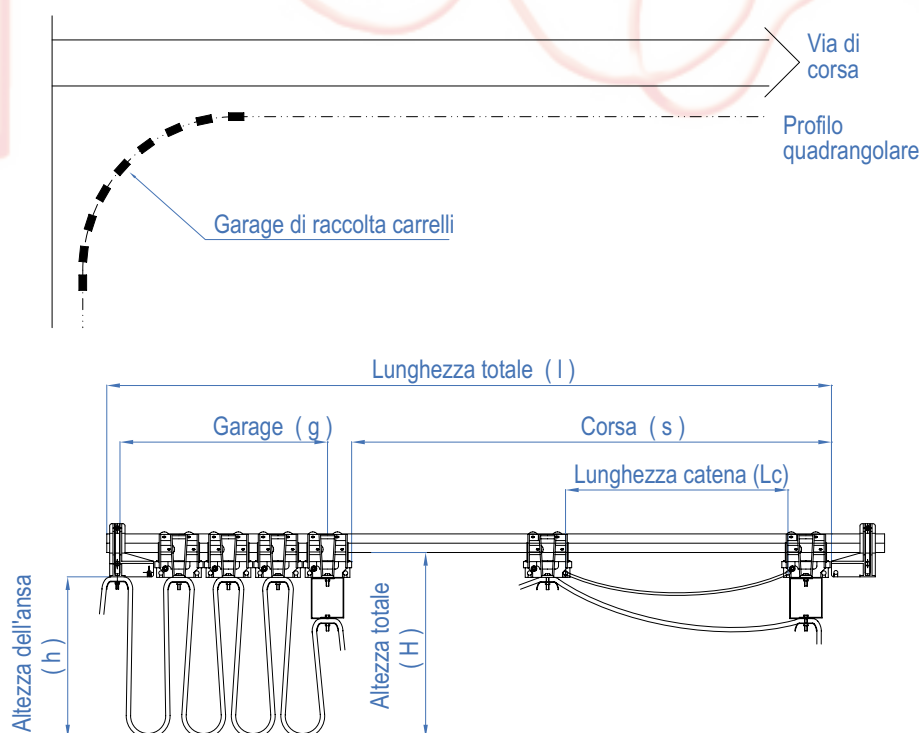 Via di
corsa
Profilo
quadrangolare
Garage di raccolta carrelli
Lunghezza totale ( l )
Garage ( g )
Corsa ( s )
Lunghezza catena (Lc)
Altezza dell'ansa
( h )
Altezza totale
( H )